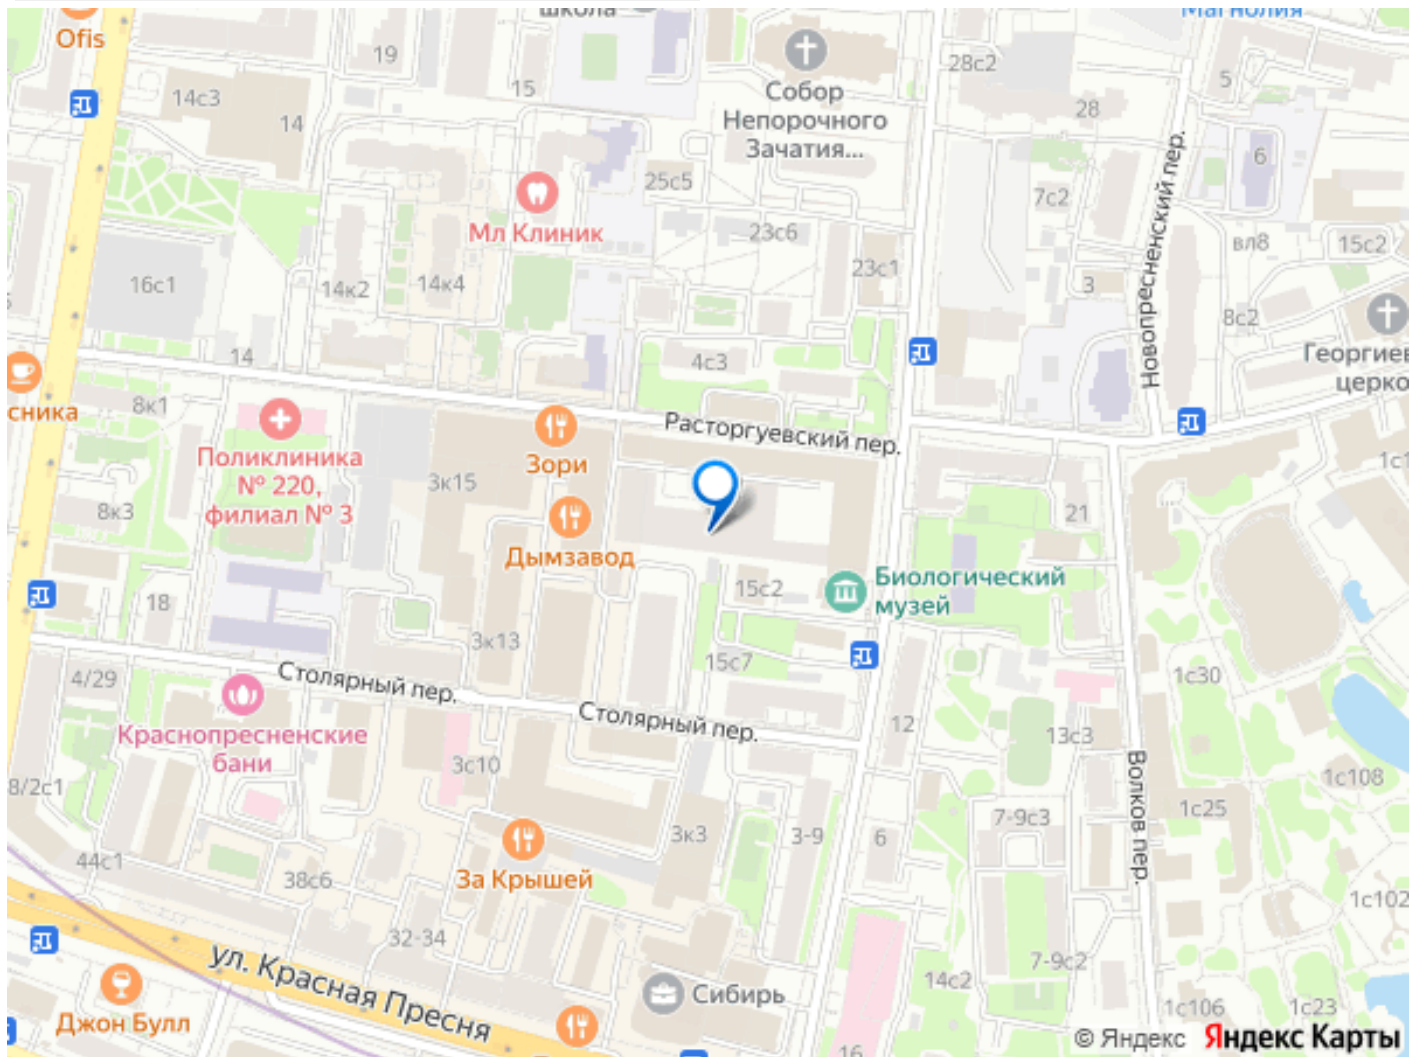 школа
Магнолия
Ofis
19
28с2
5
15
14с3
Собор
Непорочного
Зачатия...
28
14
6
25с5
7с2
Мл Клиник
23с6
вл8
15с2
23с1
16с1
14к2
14к4
3
8с2
Новопресненский пер.
14
4с3
Георгиев
церко
сника
8к1
Расторгуевский пер.
Поликлиника
№ 220,
филиал № 3
Зори
3к15
1с1
8к3
21
Дымзавод
Биологический
музей
15с2
18
3к13
15с7
1с30
4/29
Столярный пер.
Столярный пер.
12
13с3
Краснопресненские
бани
3с10
Волков пер.
1с108
8/2с1
1с25
7-9с3
3к3
3-9
6
44с1
38с6
За Крышей
1с102
32-34
ул. Красная Пресня
7-9с2
14с2
Сибирь
1с106
1с23
Джон Булл
16
© Яндекс Яндекс Карты